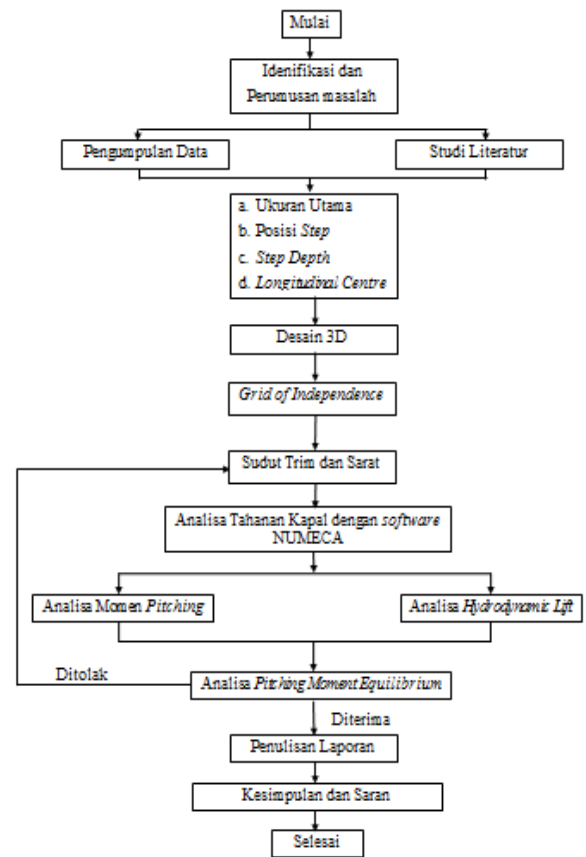 Mulai
Idenifikasi dan
Perumusan masalah
Pengumpulan Data
Studi Literatur
a. Ukuran Utama
b. Posisi Step
c. Step Depth
d. Longitudinal Centre
Desain 3D
Grid of Independence
Sudut Trim dan Sarat
Analisa Tahanan Kapal dengan software
NUMECA
Analisa Momen Pitching
Analisa Hydrodynamic Lift
Ditolak
Analisa Pitching Moment Equilibrium
Diterima
Penulisan Laporan
Kesimpulan dan Saran
Selesai